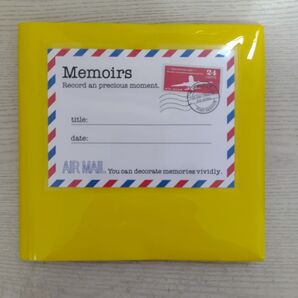 Memoirs
Record an precious moment.
24
title:
date:
AIR MAIL You can decorate memories vividly.